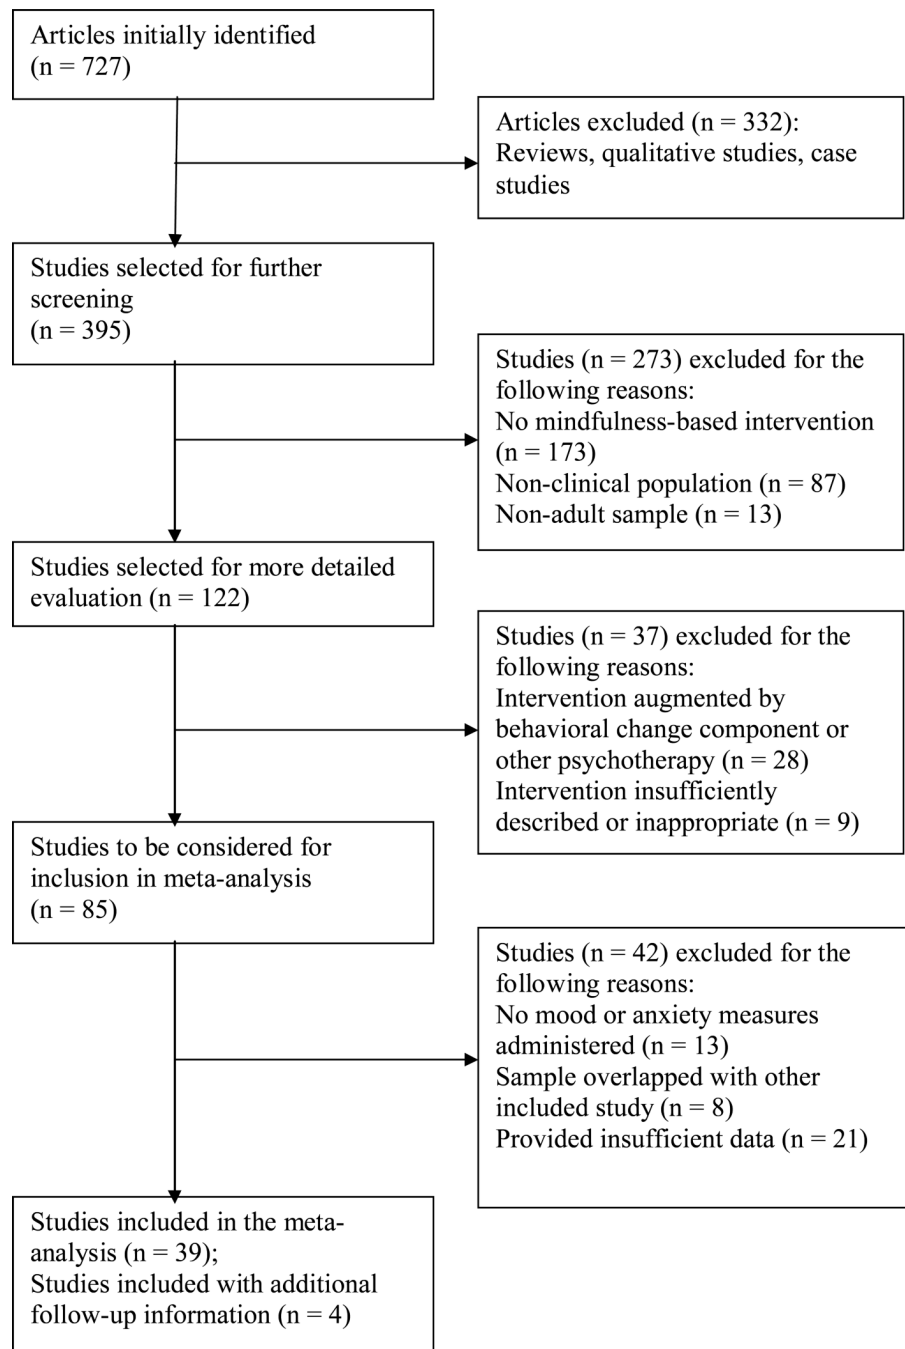 Articles initially identified
(n = 727)
Articles excluded (n = 332):
Reviews, qualitative studies, case
studies
Studies selected for further
screening
(n = 395)
Studies (n = 273) excluded for the
following reasons:
No mindfulness-based intervention
(n = 173)
Non-clinical population (n = 87)
Non-adult sample (n = 13)
Studies selected for more detailed
evaluation (n = 122)
Studies (n = 37) excluded for the
following reasons:
Intervention augmented by
behavioral change component or
other psychotherapy (n = 28)
Intervention insufficiently
described or inappropriate (n = 9)
Studies to be considered for
inclusion in meta-analysis
(n = 85)
Studies (n = 42) excluded for the
following reasons:
No mood or anxiety measures
administered (n = 13)
Sample overlapped with other
included study (n = 8)
Provided insufficient data (n = 21)
Studies included in the meta-
analysis (n = 39);
Studies included with additional
follow-up information (n = 4)